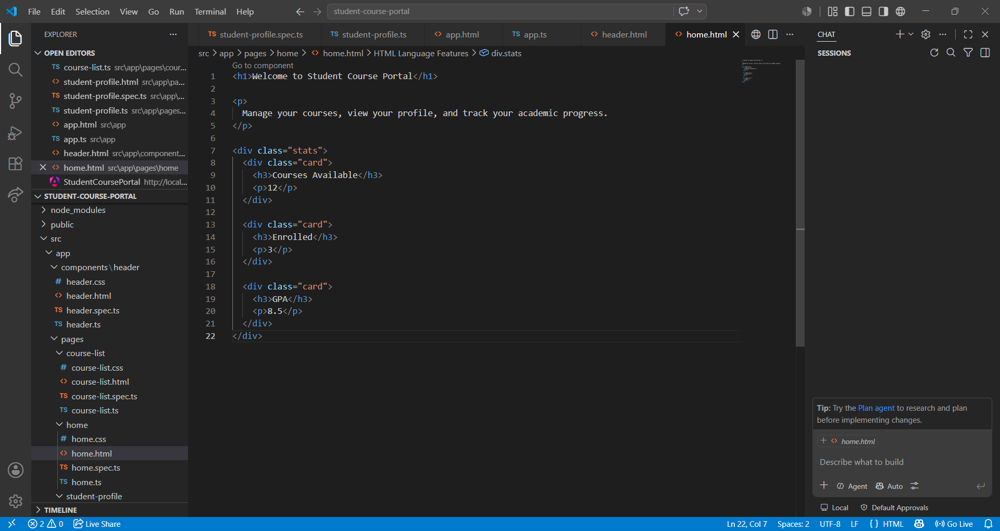 File Edit Selection View Go Run Terminal Help
student-course-portal
EXPLORER
OPEN EDITORS
TS course-list.ts src\app\pages\cour...
<> student-profile.html src\app\pa...
TS student-profile.spec.ts src\app\...
TS student-profile.ts src\app\pages...
<> app.html src\app
TS app.ts src\app
<> header.html src\app\component...
<> home.html src\app\pages\home
StudentCoursePortal http://local...
STUDENT-COURSE-PORTAL
node_modules
public
src
app
components\header
# header.css
<> header.html
TS header.spec.ts
TS header.ts
pages
course-list
# course-list.css
<> course-list.html
TS course-list.spec.ts
TS course-list.ts
home
# home.css
<> home.html
TS home.spec.ts
TS home.ts
student-profile
TIMELINE
TS student-profile.spec.ts TS student-profile.ts <> app.html TS app.ts <> header.html <> home.html
src > app > pages > home > <> home.html > HTML Language Features > div.stats
Go to component
1 <h1>Welcome to Student Course Portal</h1>
2
3 <p>
4 Manage your courses, view your profile, and track your academic progress.
5 </p>
6
7 <div class="stats">
8 <div class="card">
9 <h3>Courses Available</h3>
10 <p>12</p>
11 </div>
12
13 <div class="card">
14 <h3>Enrolled</h3>
15 <p>3</p>
16 </div>
17
18 <div class="card">
19 <h3>GPA</h3>
20 <p>8.5</p>
21 </div>
22 </div>
CHAT
SESSIONS
Tip: Try the Plan agent to research and plan
before implementing changes.
+ <> home.html
Describe what to build
Agent Auto
Local Default Approvals
2 0 Live Share
Ln 22, Col 7 Spaces: 2 UTF-8 LF {} HTML Go Live